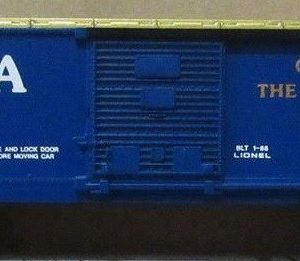 A
THE
E AND LOCK DOOR
ORE MOVING CAR
BLT 1-88
LIONEL